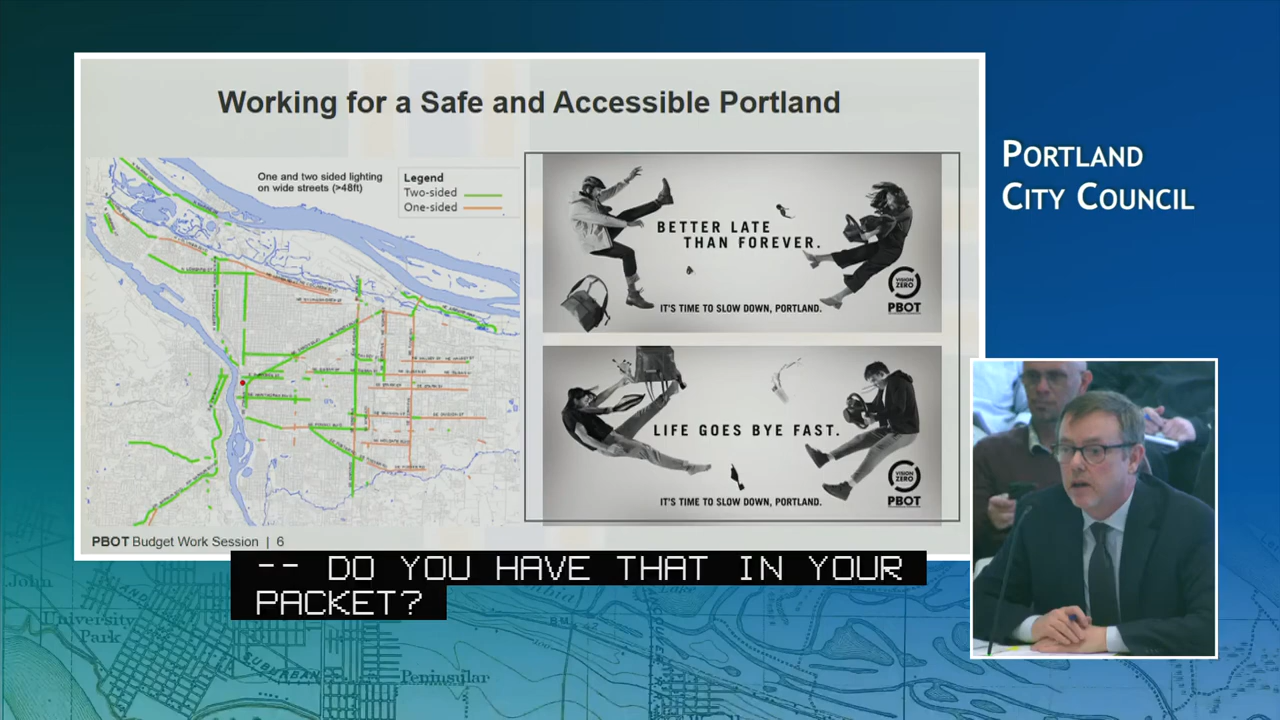 Working for a Safe and Accessible Portland
One and two sided lighting
on wide streets (>48ft)
Legend
Two-sided
One-sided
BETTER LATE
THAN FOREVER.
IT'S TIME TO SLOW DOWN, PORTLAND.
VISION
ZERO
PBOT
LIFE GOES BYE FAST.
IT'S TIME TO SLOW DOWN, PORTLAND.
VISION
ZERO
PBOT
PBOT Budget Work Session | 6
PORTLAND
CITY COUNCIL
-- DO YOU HAVE THAT IN YOUR
PACKET?
John
University
Park
SUBURBAN
Peninsular
Lake